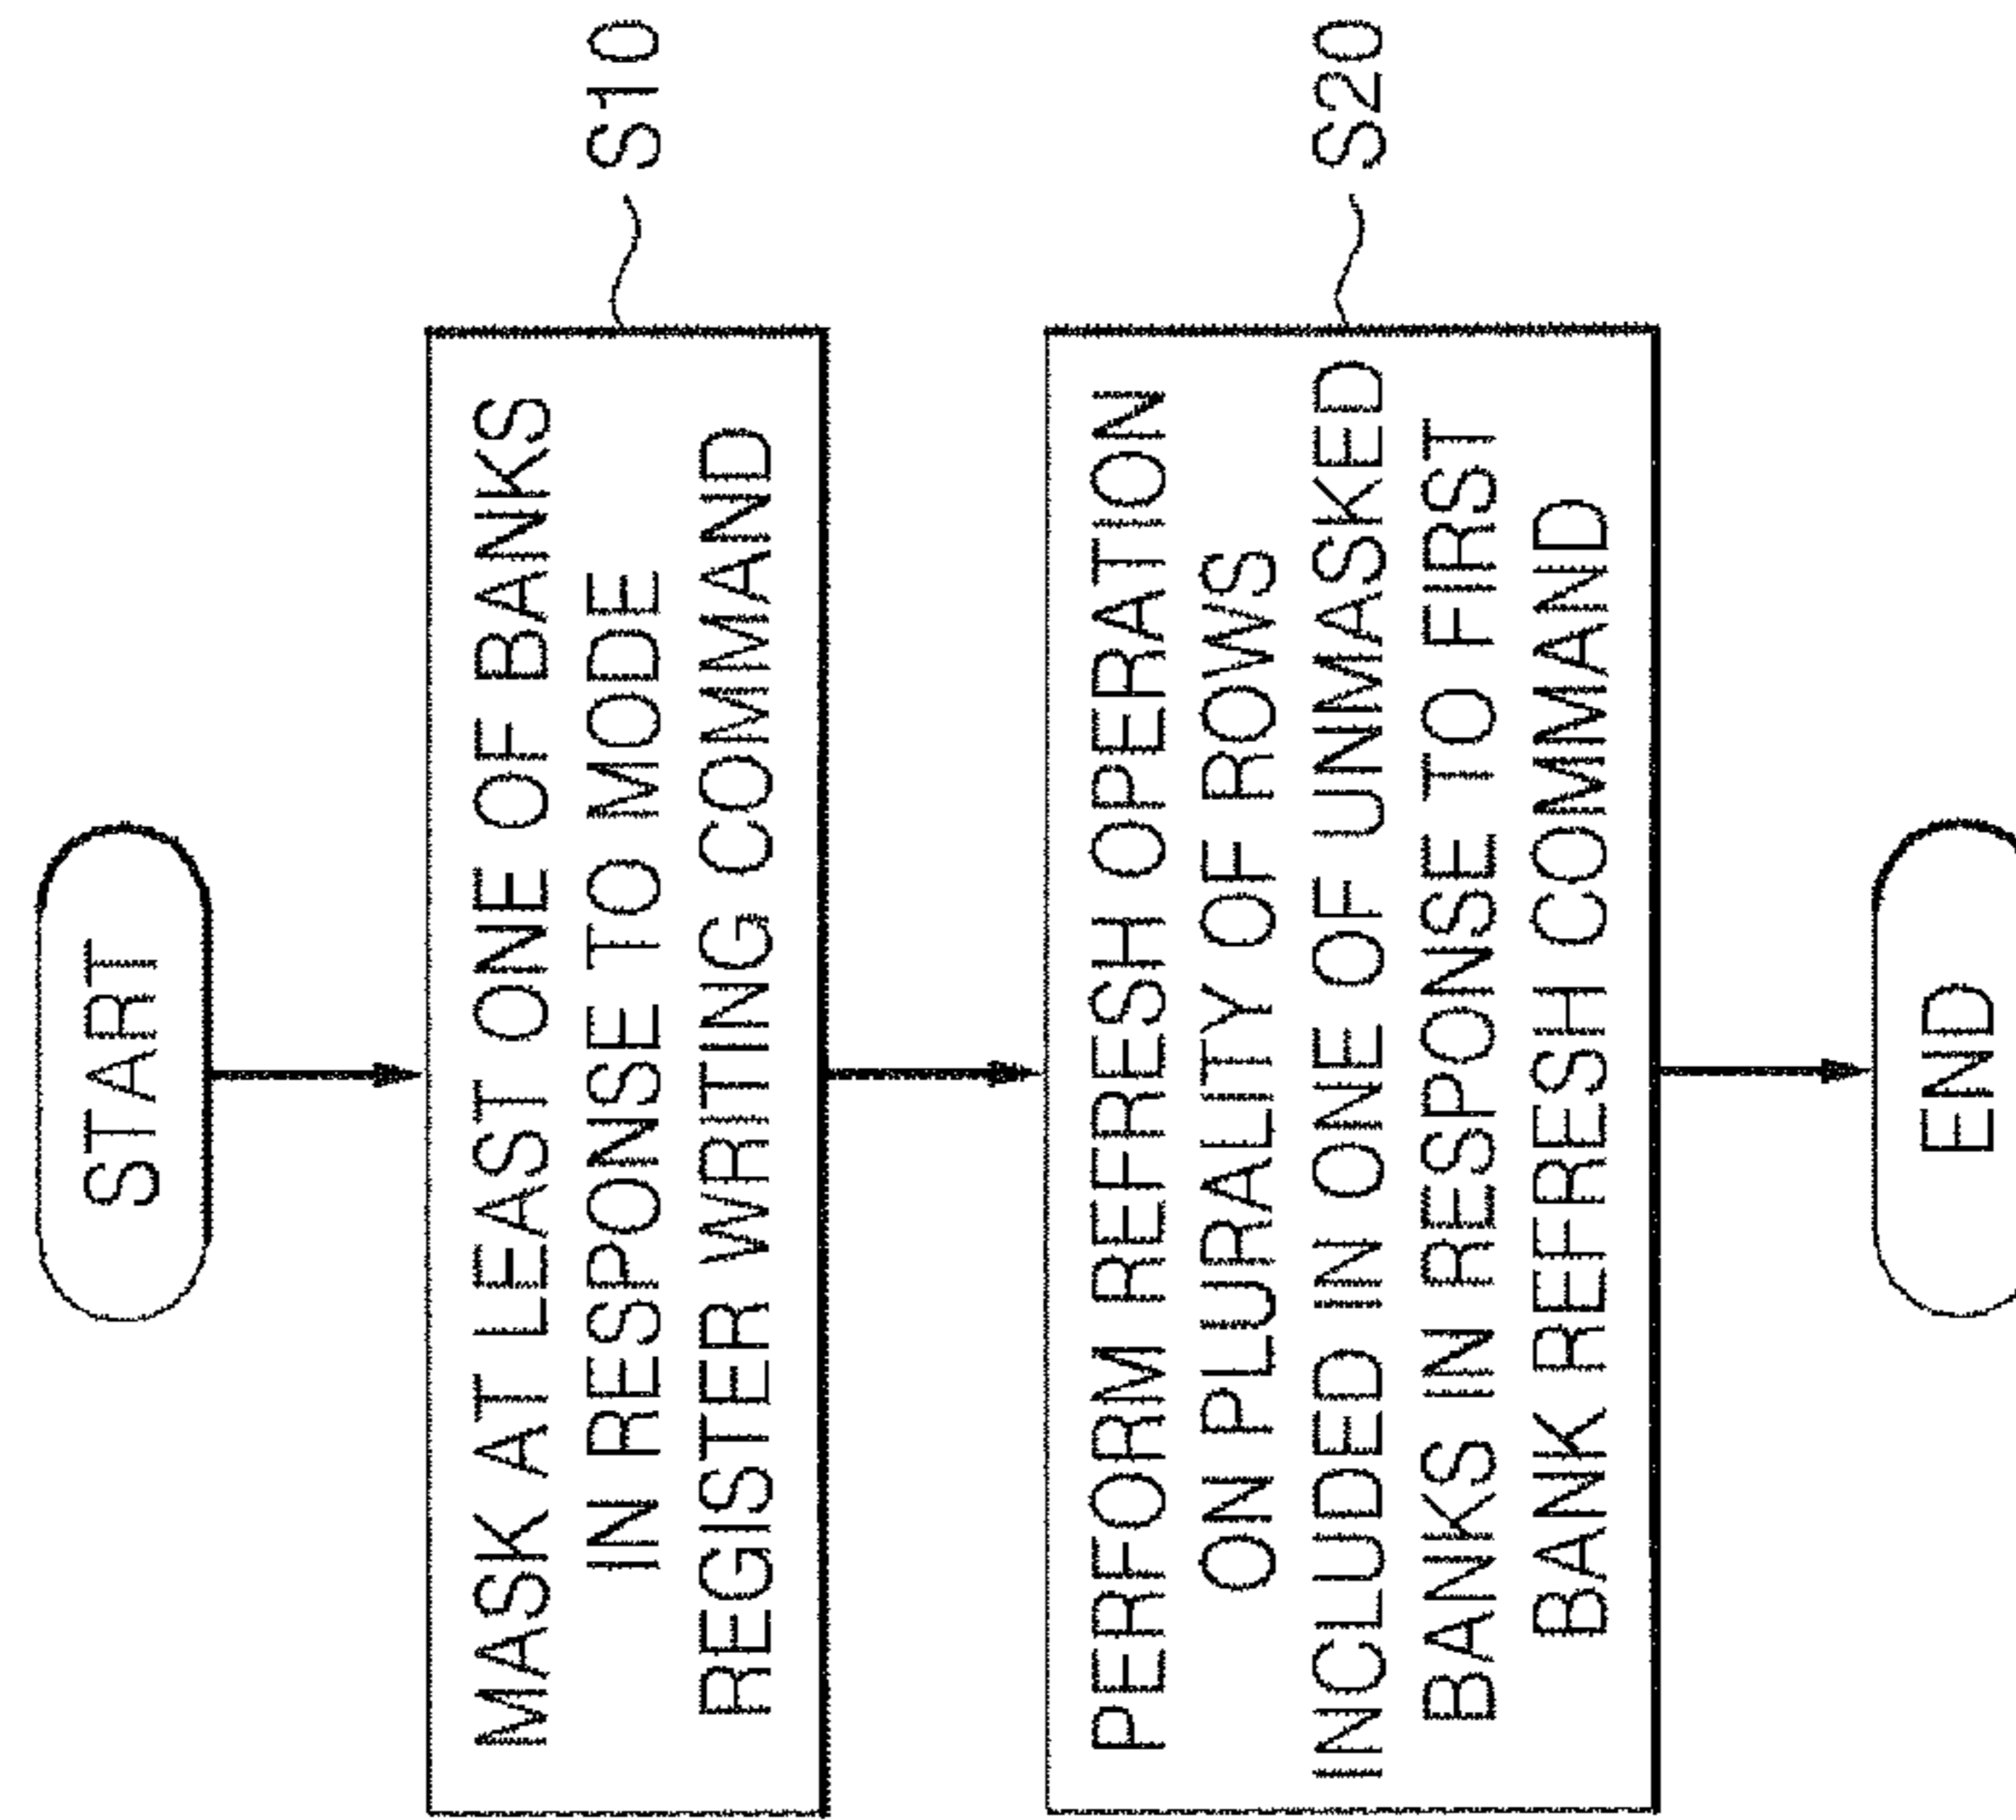 START
MASK AT LEAST ONE OF BANKS
IN RESPONSE TO MODE
REGISTER WRITING COMMAND
S10
PERFORM REFRESH OPERATION
ON PLURALITY OF ROWS
INCLUDED IN ONE OF UNMASKED
BANKS IN RESPONSE TO FIRST
BANK REFRESH COMMAND
S20
END